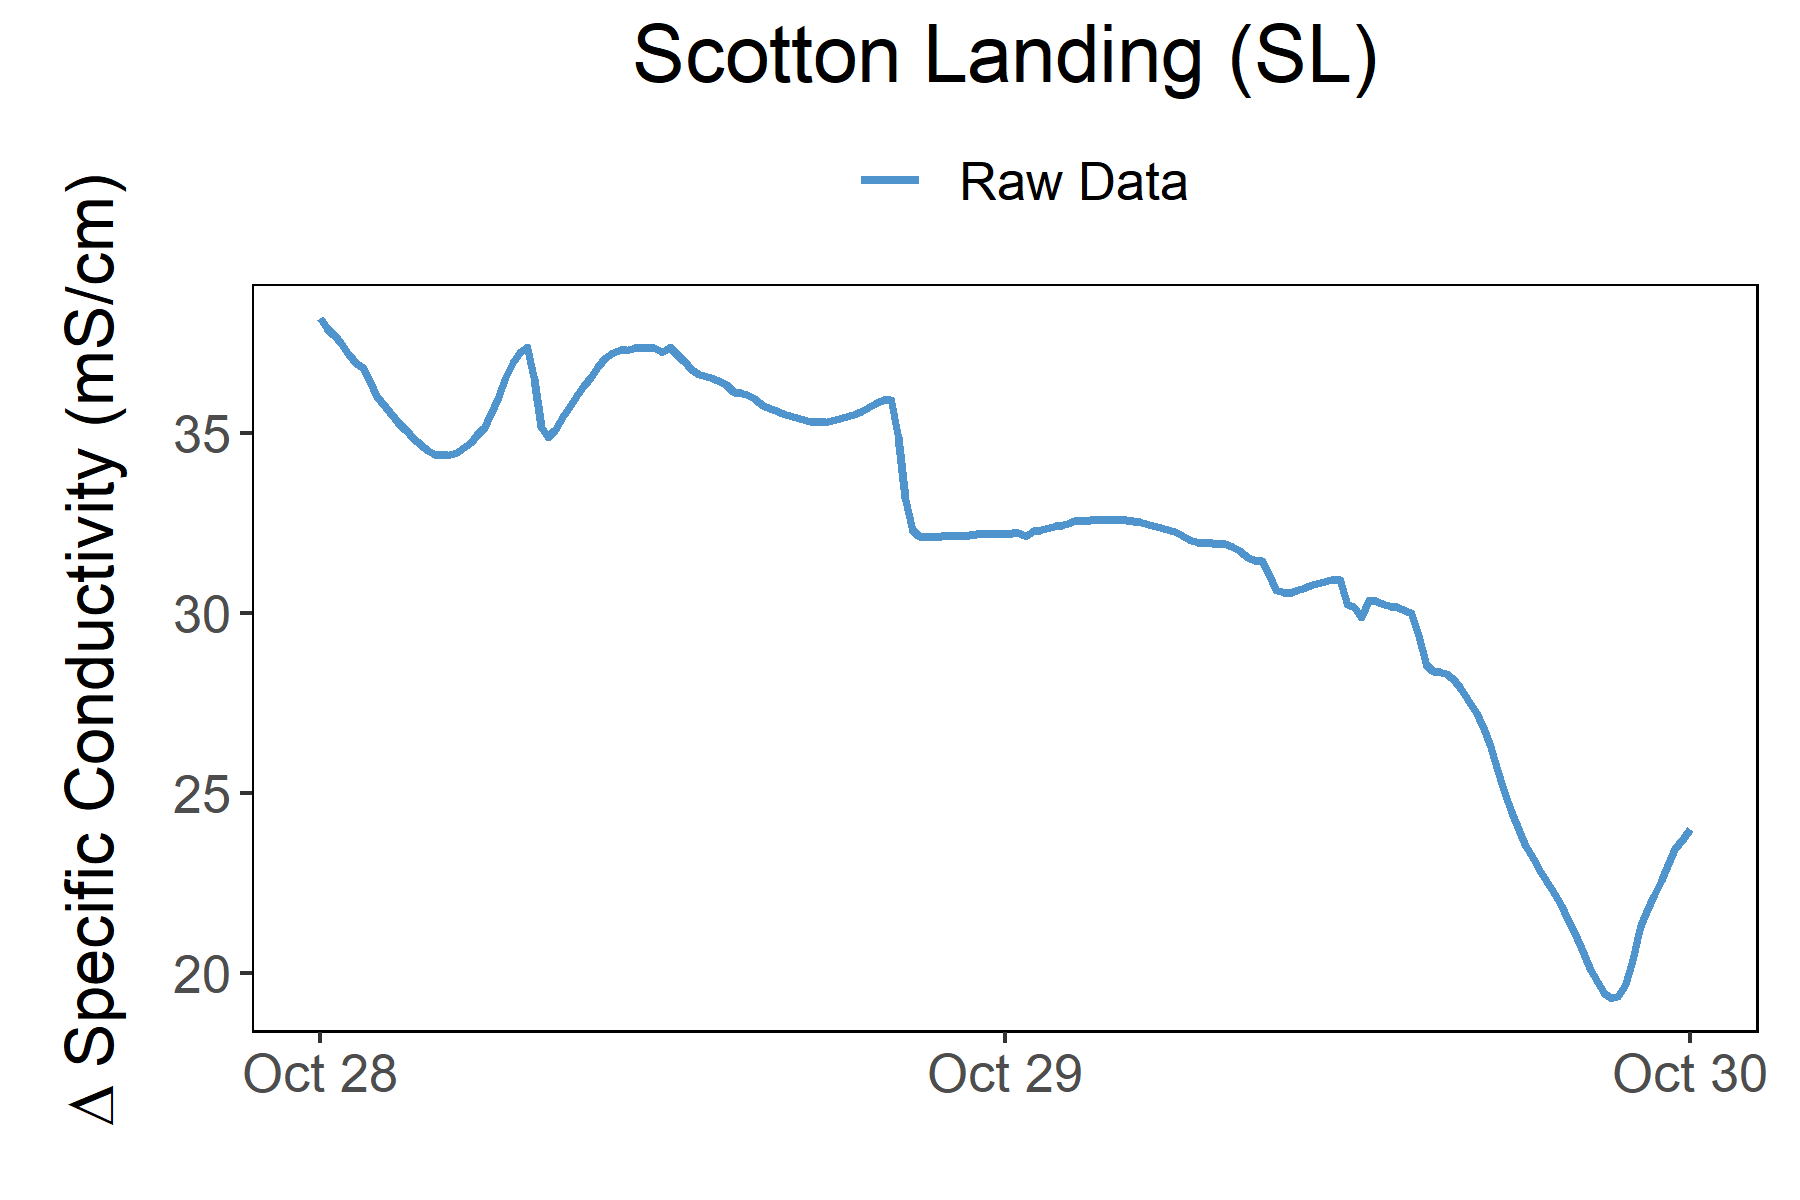 Scotton Landing (SL)
Raw Data
Δ Specific Conductivity (mS/cm)
35
30
25
20
Oct 28
Oct 29
Oct 30